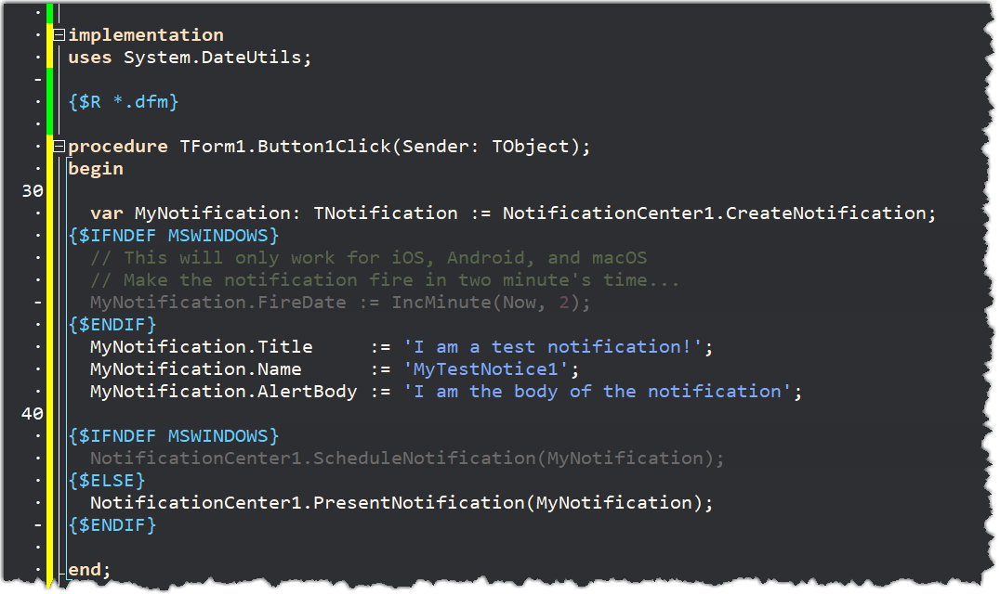 implementation
uses System.DateUtils;
{$R *.dfm}
procedure TForm1.Button1Click(Sender: TObject);
begin
30
  var MyNotification: TNotification := NotificationCenter1.CreateNotification;
{$IFNDEF MSWINDOWS}
  // This will only work for iOS, Android, and macOS
  // Make the notification fire in two minute's time...
  MyNotification.FireDate := IncMinute(Now, 2);
{$ENDIF}
  MyNotification.Title     := 'I am a test notification!';
  MyNotification.Name      := 'MyTestNotice1';
  MyNotification.AlertBody := 'I am the body of the notification';
40
{$IFNDEF MSWINDOWS}
  NotificationCenter1.ScheduleNotification(MyNotification);
{$ELSE}
  NotificationCenter1.PresentNotification(MyNotification);
{$ENDIF}
end;